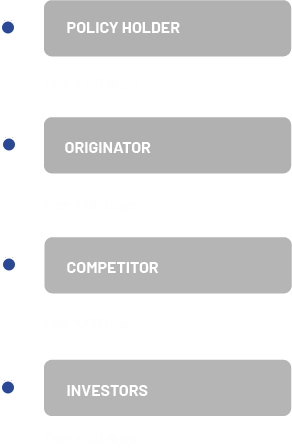 POLICY HOLDER
ORIGINATOR
COMPETITOR
INVESTORS